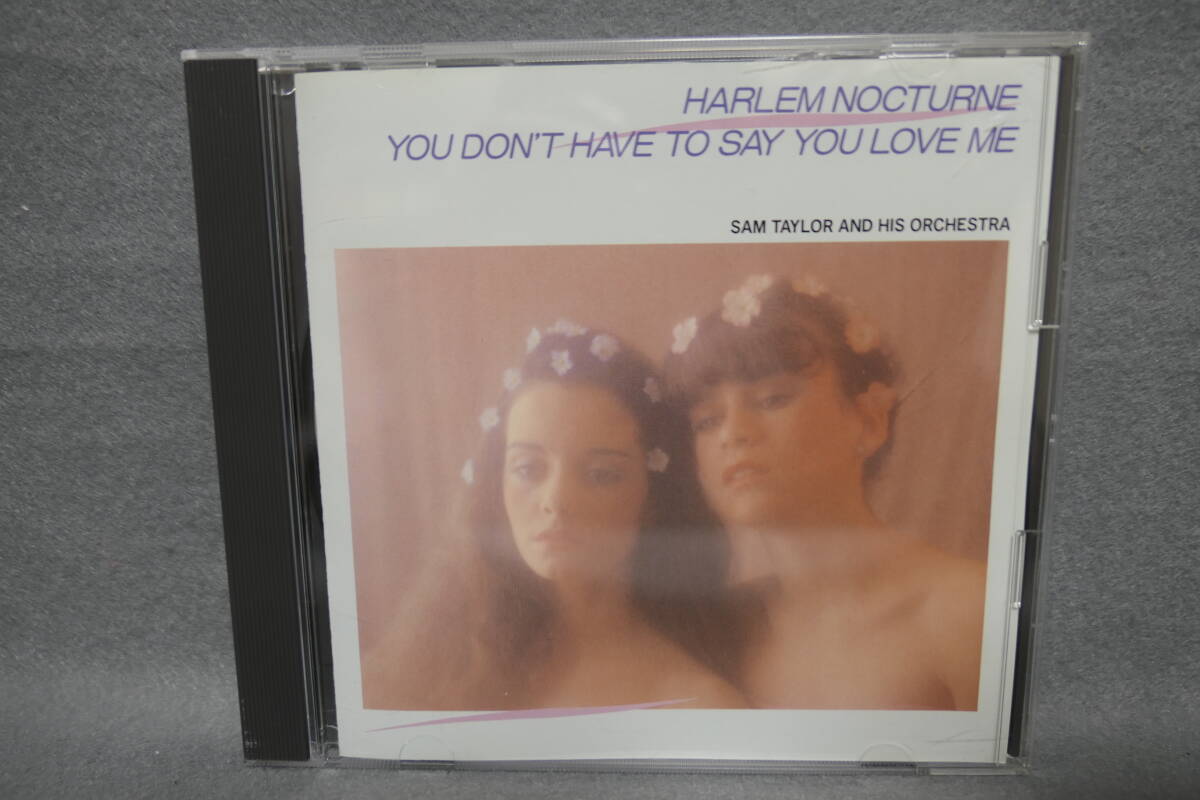 HARLEM NOCTURNE
YOU DON'T HAVE TO SAY YOU LOVE ME
SAM TAYLOR AND HIS ORCHESTRA